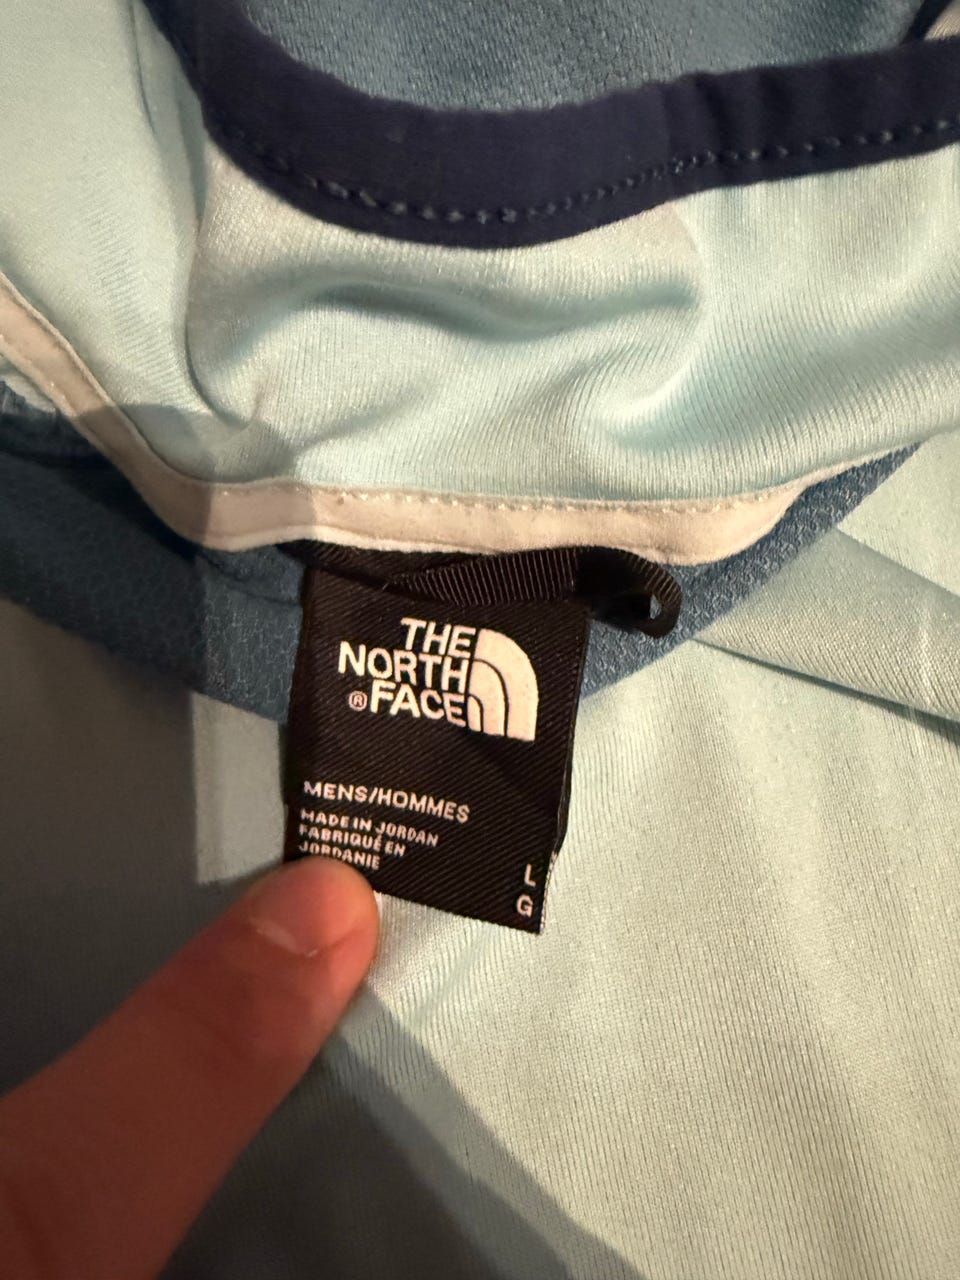 THE
NORTH
® FACE
MENS/HOMMES
MADE IN JORDAN
FABRIQUÉ EN
JORDANIE
L
G